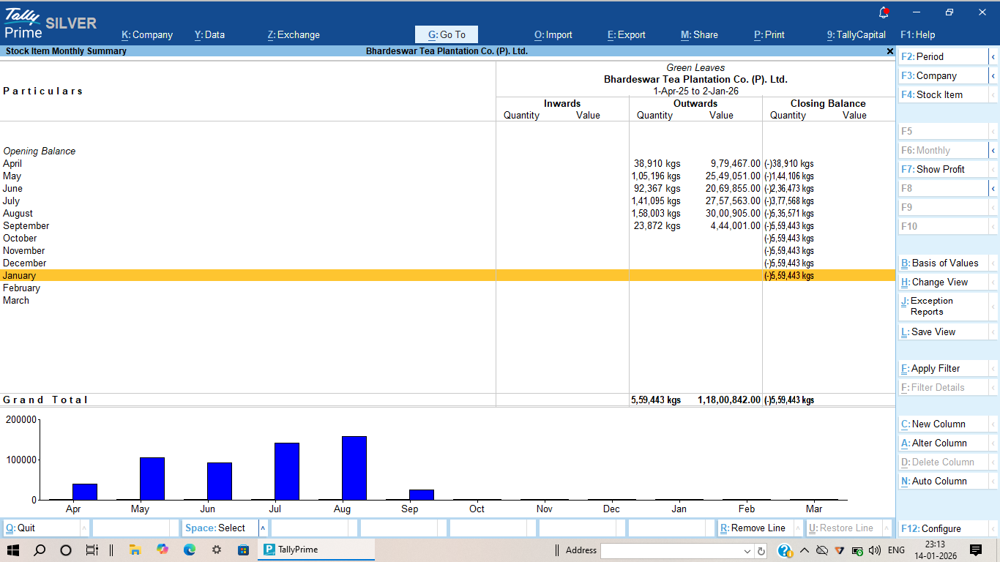 Tally
Prime SILVER
K: Company Y: Data Z: Exchange G: Go To O: Import E: Export M: Share P: Print 9: TallyCapital F1: Help
Stock Item Monthly Summary Bhardeswar Tea Plantation Co. (P). Ltd.
Particulars
Green Leaves
Bhardeswar Tea Plantation Co. (P). Ltd.
1-Apr-25 to 2-Jan-26
Inwards Outwards Closing Balance
Quantity Value Quantity Value Quantity Value
Opening Balance
April 38,910 kgs 9,79,467.00 (-)38,910 kgs
May 1,05,196 kgs 25,49,051.00 (-)1,44,106 kgs
June 92,367 kgs 20,69,855.00 (-)2,36,473 kgs
July 1,41,095 kgs 27,57,563.00 (-)3,77,568 kgs
August 1,58,003 kgs 30,00,905.00 (-)5,35,571 kgs
September 23,872 kgs 4,44,001.00 (-)5,59,443 kgs
October (-)5,59,443 kgs
November (-)5,59,443 kgs
December (-)5,59,443 kgs
January (-)5,59,443 kgs
February
March
Grand Total 5,59,443 kgs 1,18,00,842.00 (-)5,59,443 kgs
200000
100000
0
Apr May Jun Jul Aug Sep Oct Nov Dec Jan Feb Mar
F2: Period
F3: Company
F4: Stock Item
F5
F6: Monthly
F7: Show Profit
F8
F9
F10
B: Basis of Values
H: Change View
J: Exception
Reports
L: Save View
F: Apply Filter
F: Filter Details
C: New Column
A: Alter Column
D: Delete Column
N: Auto Column
Q: Quit Space: Select R: Remove Line U: Restore Line F12: Configure
TallyPrime Address ENG 23:13
14-01-2026